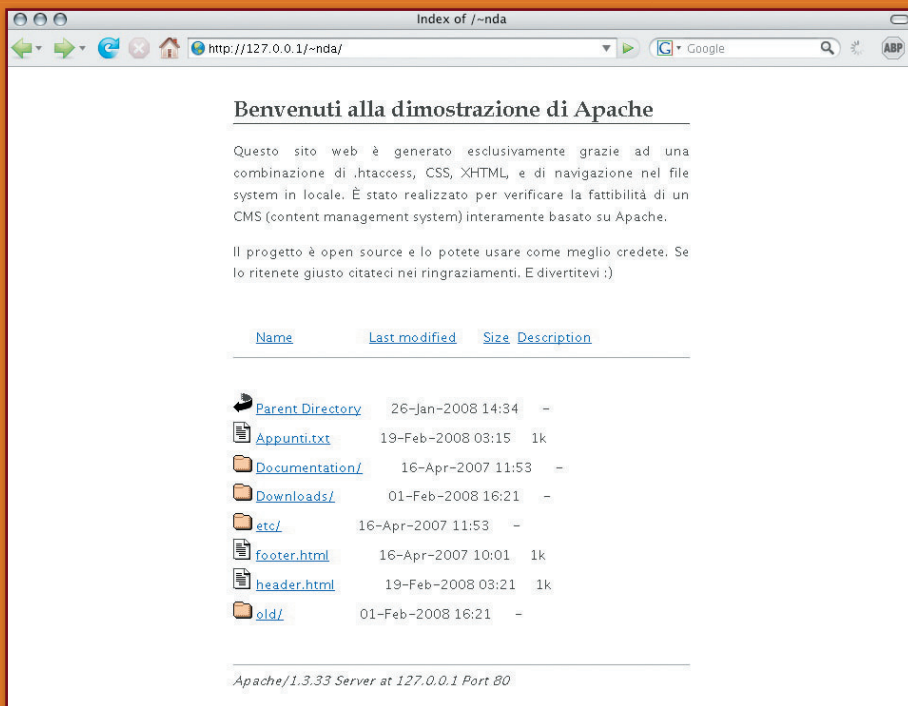 Index of /~nda
http://127.0.0.1/~nda/
G Google
ABP
Benvenuti alla dimostrazione di Apache
Questo sito web è generato esclusivamente grazie ad una
combinazione di .htaccess, CSS, XHTML, e di navigazione nel file
system in locale. È stato realizzato per verificare la fattibilità di un
CMS (content management system) interamente basato su Apache.
Il progetto è open source e lo potete usare come meglio credete. Se
lo ritenete giusto citateci nei ringraziamenti. E divertitevi :)
Name Last modified Size Description
Parent Directory 26-Jan-2008 14:34 -
Appunti.txt 19-Feb-2008 03:15 1k
Documentation/ 16-Apr-2007 11:53 -
Downloads/ 01-Feb-2008 16:21 -
etc/ 16-Apr-2007 11:53 -
footer.html 16-Apr-2007 10:01 1k
header.html 19-Feb-2008 03:21 1k
old/ 01-Feb-2008 16:21 -
Apache/1.3.33 Server at 127.0.0.1 Port 80